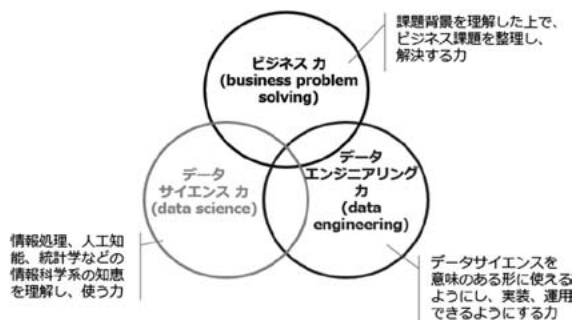 課題背景を理解した上で、
ビジネス課題を整理し、
解決する力
ビジネス 力
(business problem
solving)
データ
サイエンス 力
(data science)
データ
エンジニアリング
力
(data
engineering)
情報処理、人工知
能、統計学などの
情報科学系の知恵
を理解し、使う力
データサイエンスを
意味のある形に使える
ようにし、実装、運用
できるようにする力